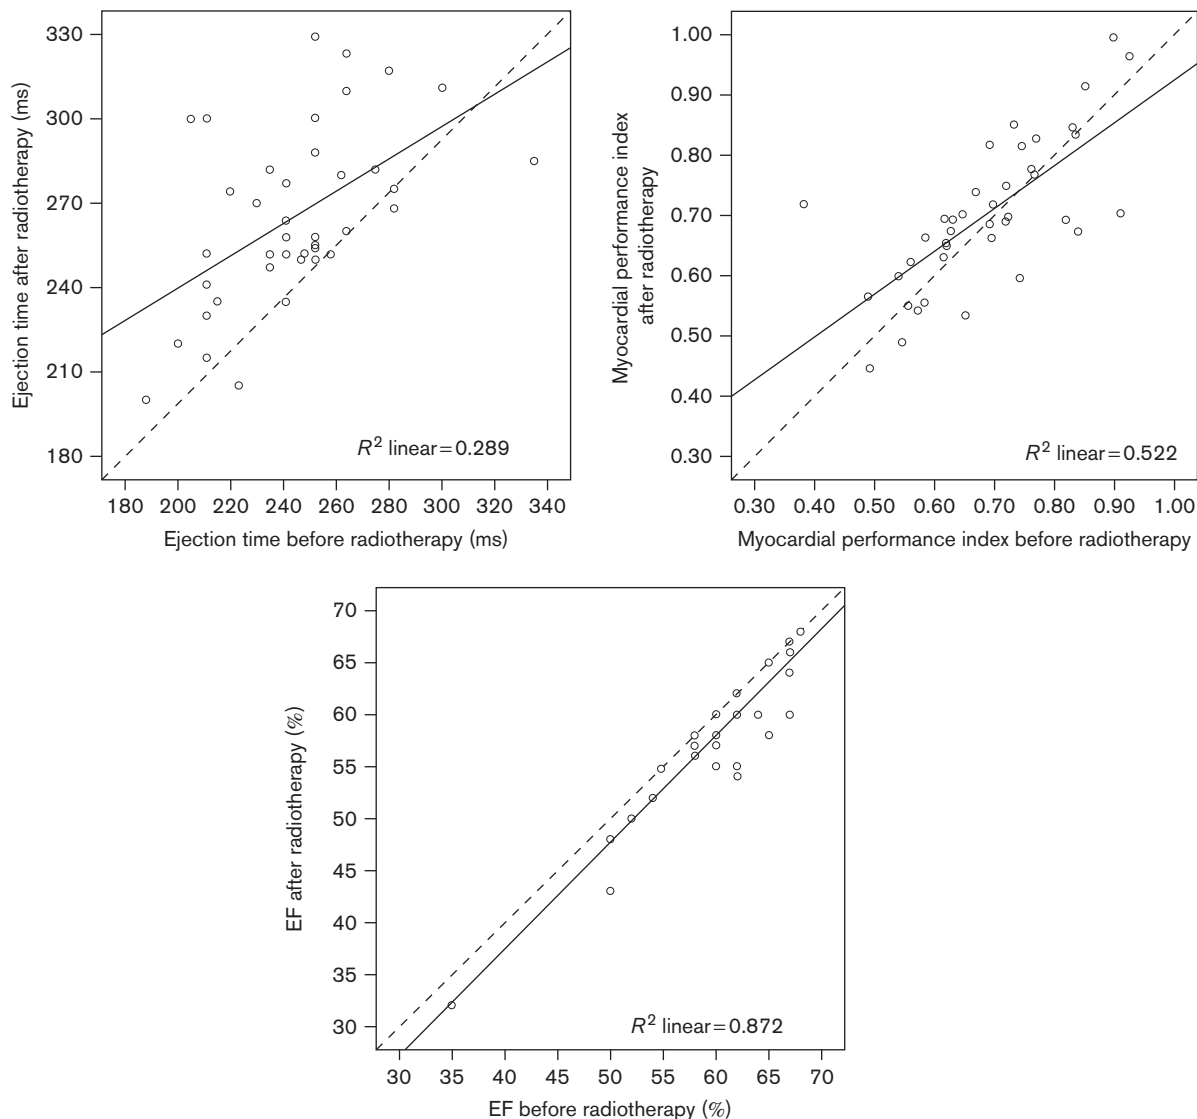 330
300
270
240
210
180
Ejection time after radiotherapy (ms)
R² linear=0.289
180 200 220 240 260 280 300 320 340
Ejection time before radiotherapy (ms)
1.00
0.90
0.80
0.70
0.60
0.50
0.40
0.30
Myocardial performance index
after radiotherapy
R² linear=0.522
0.30 0.40 0.50 0.60 0.70 0.80 0.90 1.00
Myocardial performance index before radiotherapy
70
65
60
55
50
45
40
35
30
EF after radiotherapy (%)
R² linear=0.872
30 35 40 45 50 55 60 65 70
EF before radiotherapy (%)